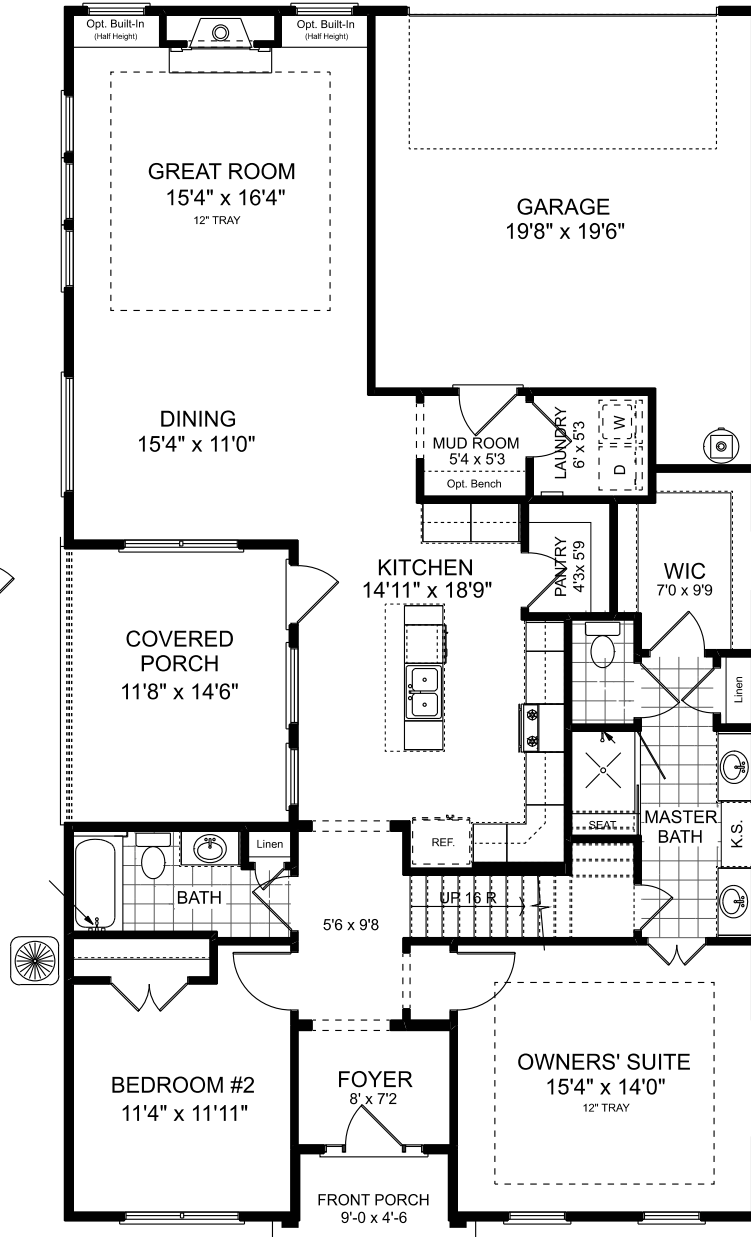 Opt. Built-In
(Half Height)
Opt. Built-In
(Half Height)
GREAT ROOM
15'4" x 16'4"
12" TRAY
GARAGE
19'8" x 19'6"
DINING
15'4" x 11'0"
MUD ROOM
5'4 x 5'3
Opt. Bench
LAUNDRY
6' x 5'3
W
D
KITCHEN
14'11" x 18'9"
PANTRY
4'3x 5'9
WIC
7'0 x 9'9
COVERED
PORCH
11'8" x 14'6"
Linen
SEAT
MASTER
BATH
K.S.
REF.
Linen
BATH
UP 16 R
5'6 x 9'8
BEDROOM #2
11'4" x 11'11"
FOYER
8' x 7'2
OWNERS' SUITE
15'4" x 14'0"
12" TRAY
FRONT PORCH
9'-0 x 4'-6